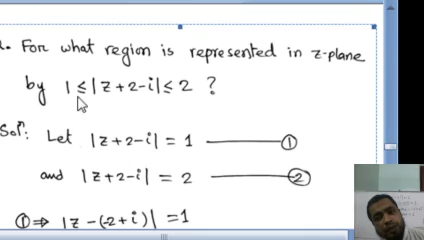 . For what region is represented in z-plane
by 1 ≤ |z + 2 - i| ≤ 2 ?
Solⁿ: Let |z + 2 - i| = 1 ——— ①
and |z + 2 - i| = 2 ——— ②
① ⇒ |z - (-2 + i)| = 1